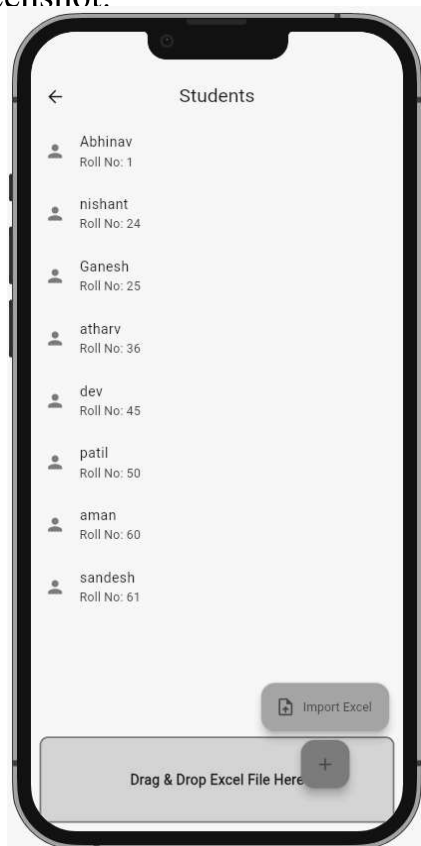 eenshot.
Students
Abhinav
Roll No: 1
nishant
Roll No: 24
Ganesh
Roll No: 25
atharv
Roll No: 36
dev
Roll No: 45
patil
Roll No: 50
aman
Roll No: 60
sandesh
Roll No: 61
Import Excel
Drag & Drop Excel File Here
+